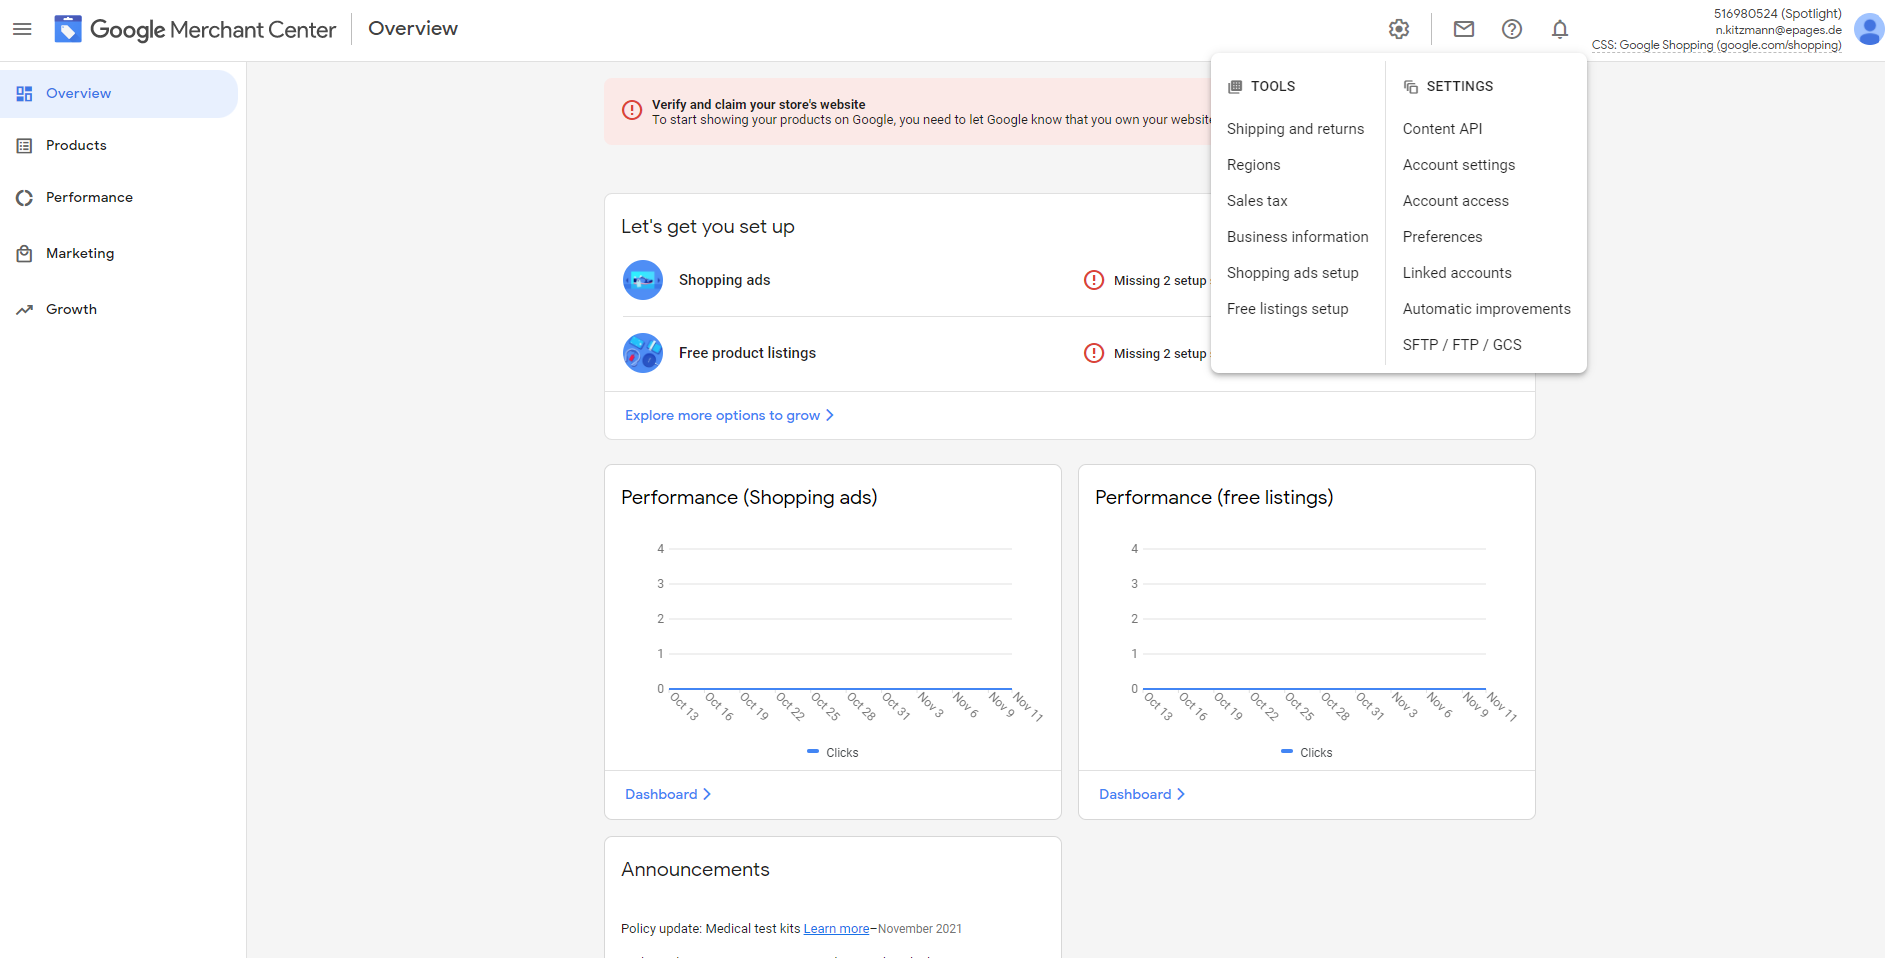 Google Merchant Center
Overview
516980524 (Spotlight)
n.kitzmann@epages.de
CSS: Google Shopping (google.com/shopping)
Overview
Products
Performance
Marketing
Growth
Verify and claim your store's website
To start showing your products on Google, you need to let Google know that you own your website
TOOLS
Shipping and returns
Regions
Sales tax
Business information
Shopping ads setup
Free listings setup
SETTINGS
Content API
Account settings
Account access
Preferences
Linked accounts
Automatic improvements
SFTP / FTP / GCS
Let's get you set up
Shopping ads
Missing 2 setup
Free product listings
Missing 2 setup
Explore more options to grow
Performance (Shopping ads)
4
3
2
1
0
Oct 13 Oct 16 Oct 19 Oct 22 Oct 25 Oct 28 Oct 31 Nov 3 Nov 6 Nov 9 Nov 11
Clicks
Dashboard
Performance (free listings)
4
3
2
1
0
Oct 13 Oct 16 Oct 19 Oct 22 Oct 25 Oct 28 Oct 31 Nov 3 Nov 6 Nov 9 Nov 11
Clicks
Dashboard
Announcements
Policy update: Medical test kits Learn more–November 2021